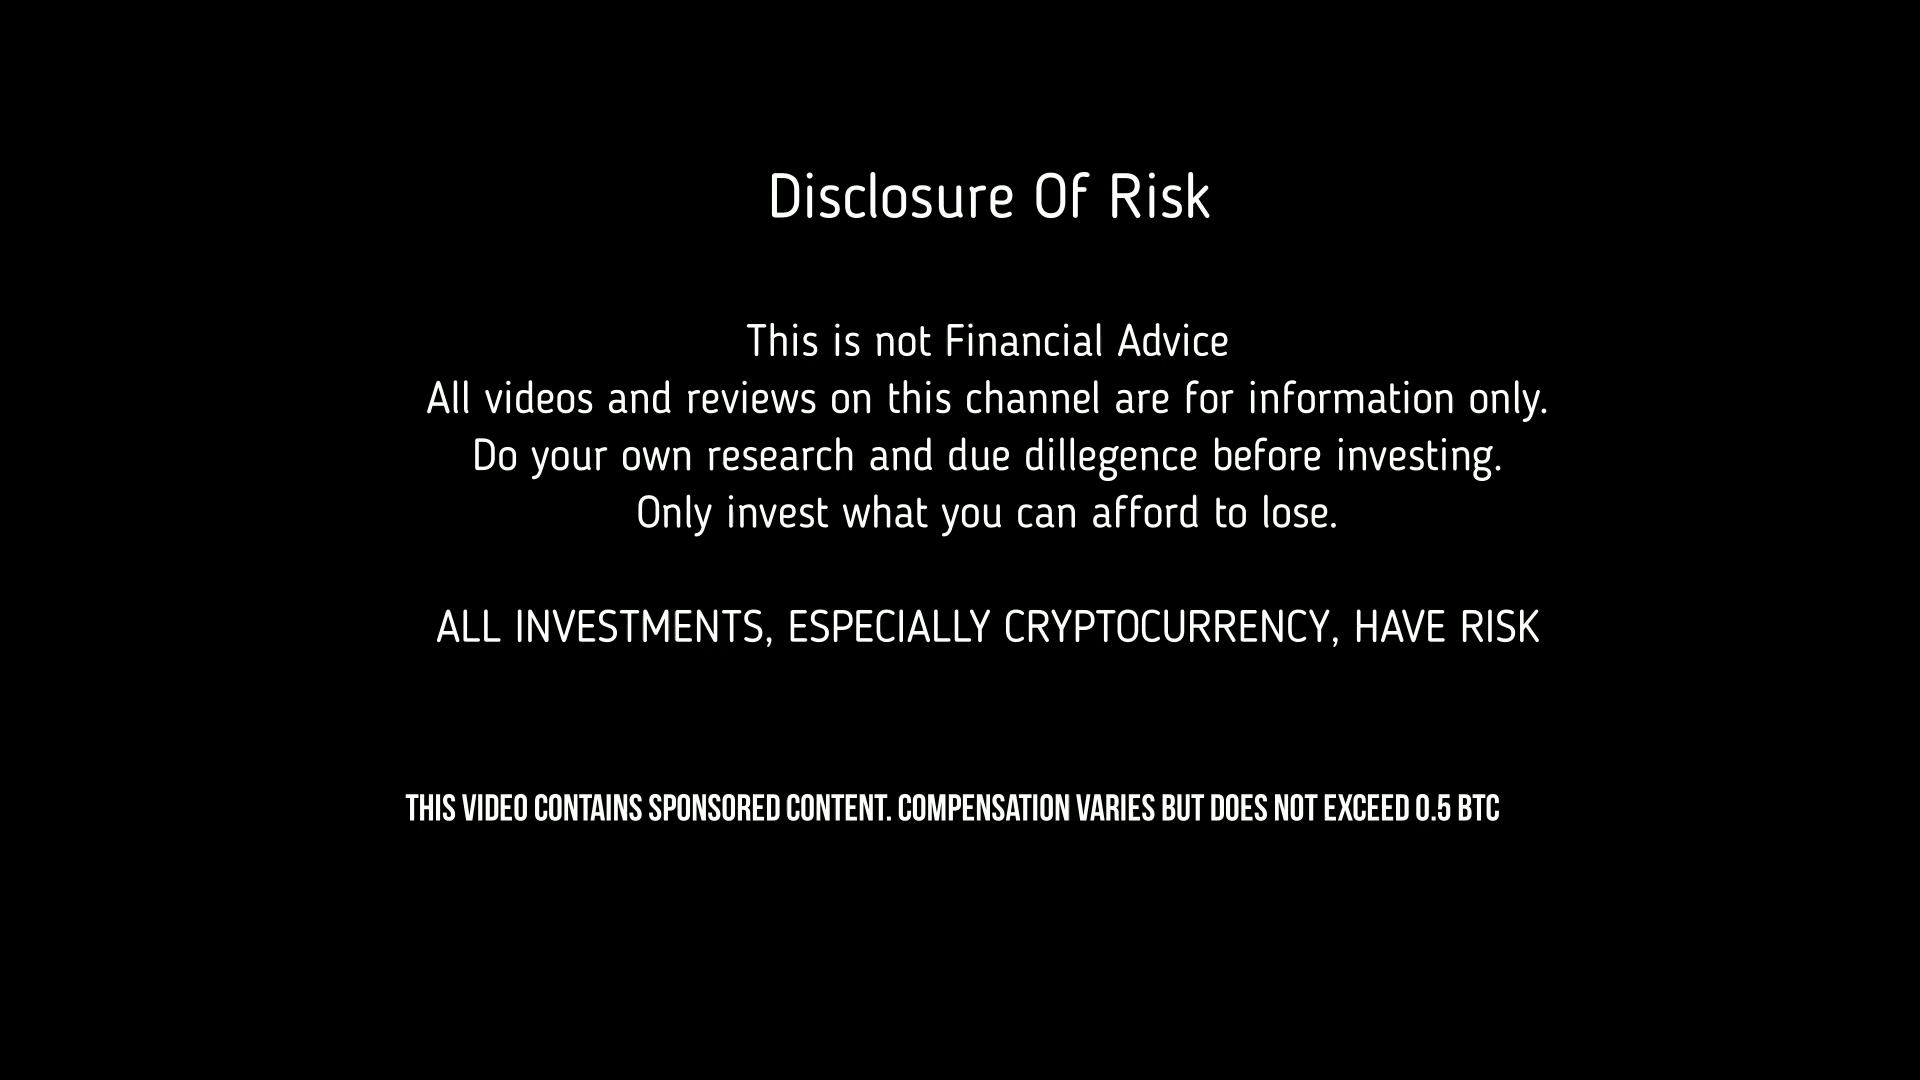 Disclosure Of Risk
This is not Financial Advice
All videos and reviews on this channel are for information only.
Do your own research and due dillegence before investing.
Only invest what you can afford to lose.
ALL INVESTMENTS, ESPECIALLY CRYPTOCURRENCY, HAVE RISK
THIS VIDEO CONTAINS SPONSORED CONTENT. COMPENSATION VARIES BUT DOES NOT EXCEED 0.5 BTC